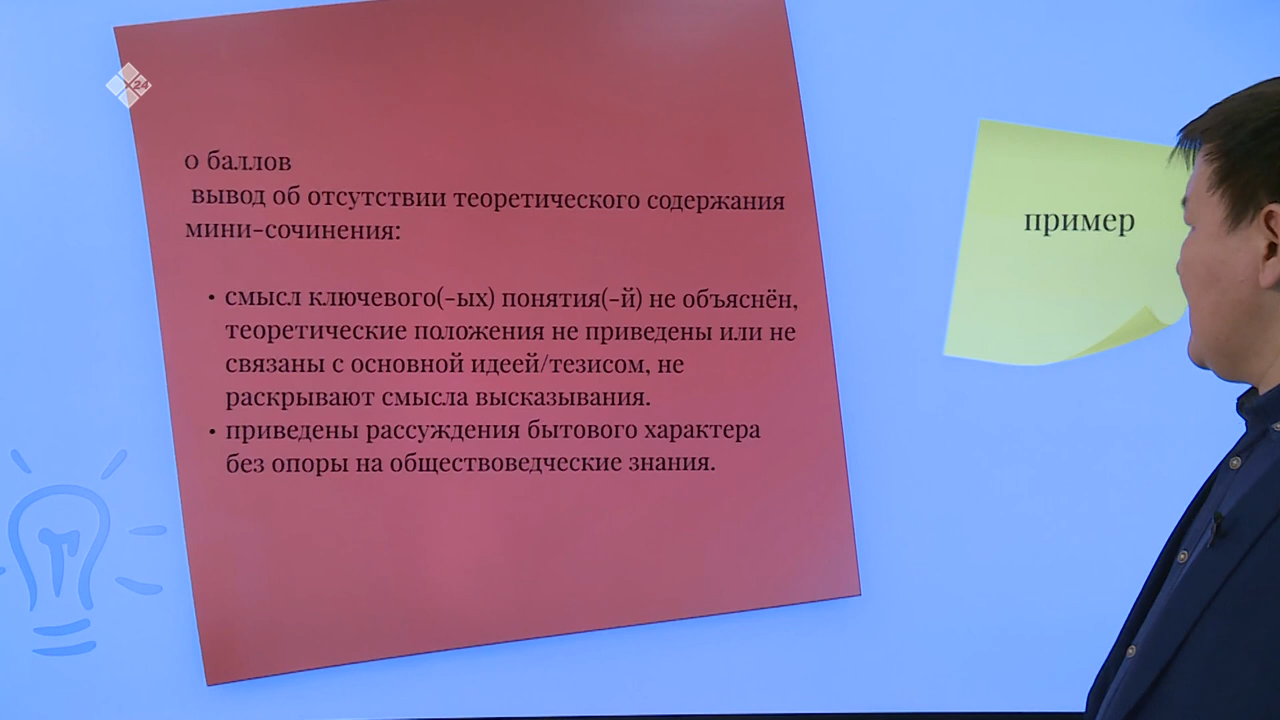 х24
0 баллов
вывод об отсутствии теоретического содержания
мини-сочинения:
• смысл ключевого(-ых) понятия(-й) не объяснён,
теоретические положения не приведены или не
связаны с основной идеей/тезисом, не
раскрывают смысла высказывания.
• приведены рассуждения бытового характера
без опоры на обществоведческие знания.
пример